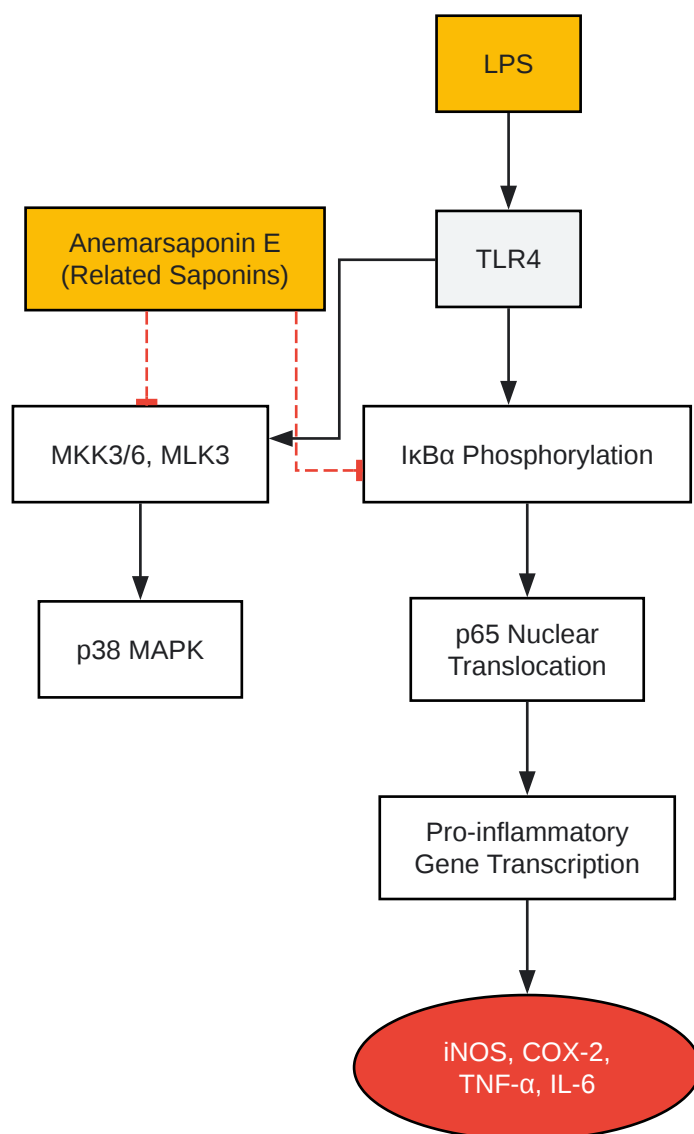 LPS
Anemarsaponin E
(Related Saponins)
TLR4
MKK3/6, MLK3
IκBα Phosphorylation
p38 MAPK
p65 Nuclear
Translocation
Pro-inflammatory
Gene Transcription
iNOS, COX-2,
TNF-α, IL-6